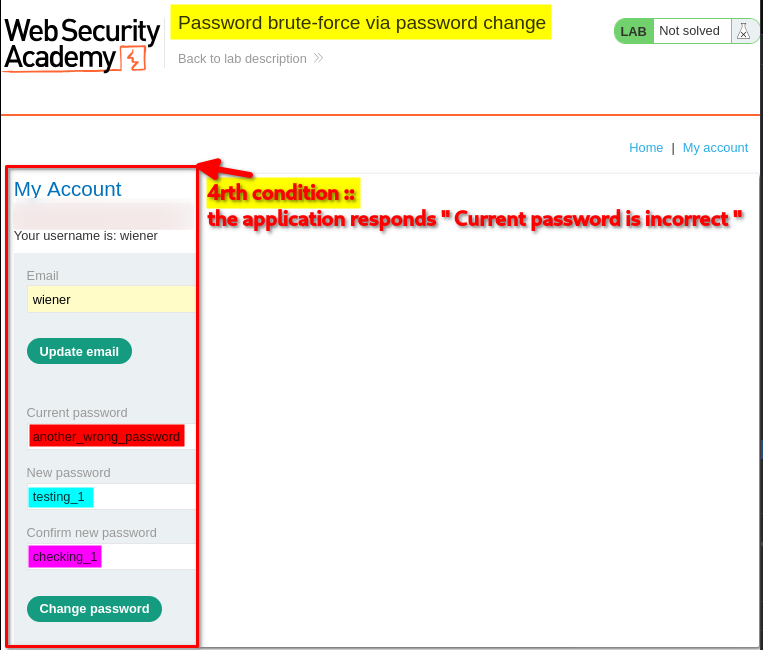 Web Security
Academy
Password brute-force via password change
Back to lab description
LAB Not solved
Home | My account
My Account
4rth condition ::
the application responds " Current password is incorrect "
Your username is: wiener
Email
wiener
Update email
Current password
another_wrong_password
New password
testing_1
Confirm new password
checking_1
Change password